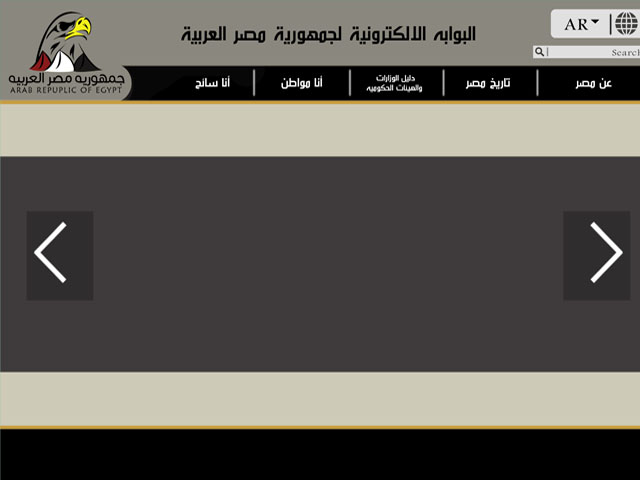 البوابه الالكترونية لجمهورية مصر العربية
AR
Search
جمهوريه مصر العربيه
ARAB REPUPLIC OF EGYPT
عن مصر
تاريخ مصر
دليل الوزارات
والهيئات الحكوميه
أنا مواطن
أنا سائح